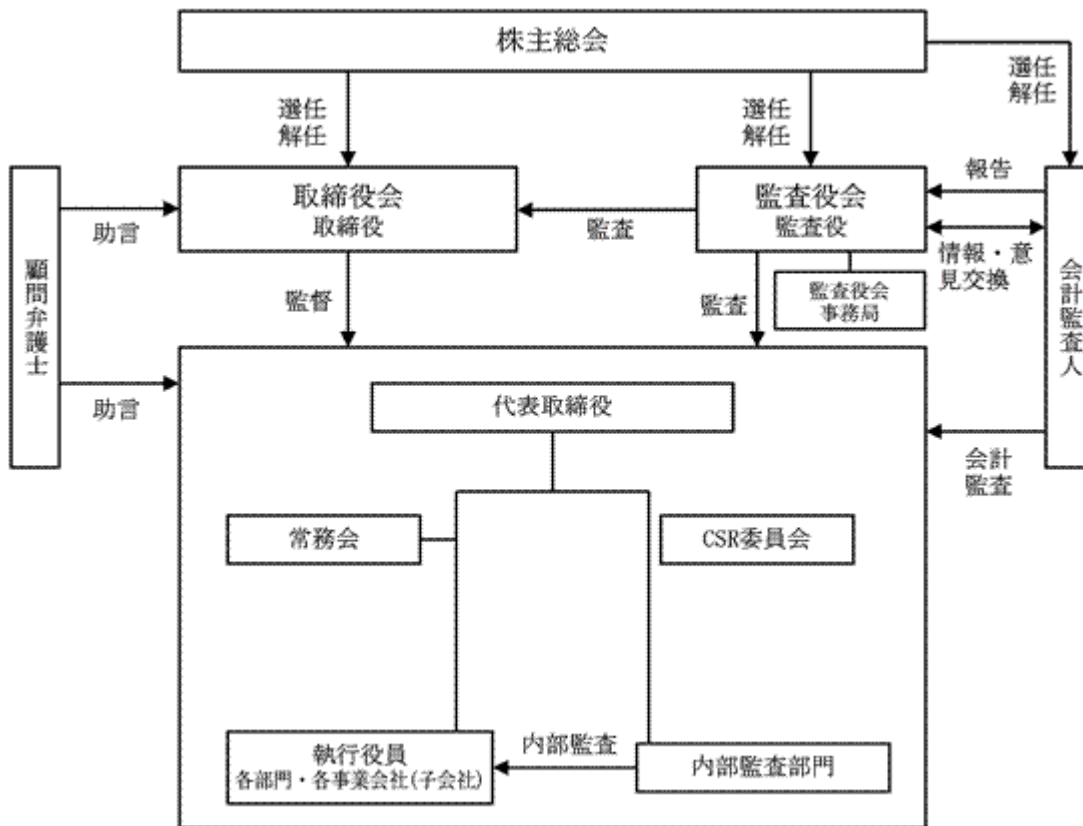 株主総会
選任
解任
選任
解任
選任
解任
取締役会
取締役
監査役会
監査役
報告
助言
監査
情報・意
見交換
顧問弁護士
監督
監査
監査役会
事務局
会計監査人
助言
代表取締役
会計
監査
常務会
CSR委員会
執行役員
各部門・各事業会社(子会社)
内部監査
内部監査部門